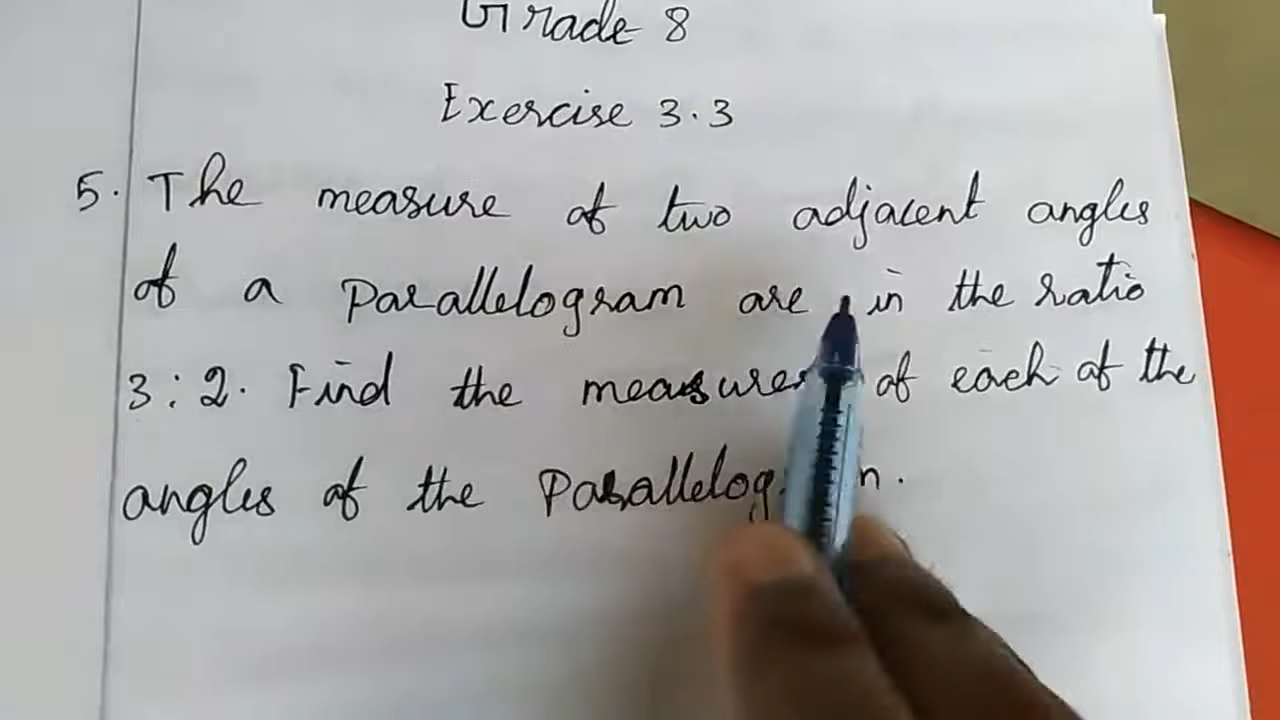 Grade 8
Exercise 3.3
5. The measure of two adjacent angles
of a parallelogram are in the ratio
3:2. Find the measures of each of the
angles of the